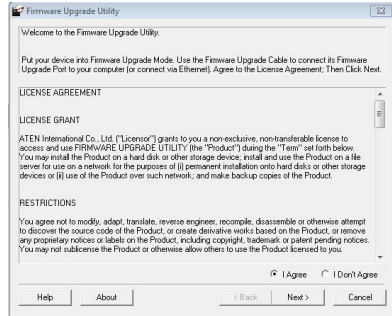 Firmware Upgrade Utility
Welcome to the Firmware Upgrade Utility.
Put your device into Firmware Upgrade Mode. Use the Firmware Upgrade Cable to connect its Firmware
Upgrade Port to your computer (or connect via Ethernet). Agree to the License Agreement; Then Click Next.
LICENSE AGREEMENT
LICENSE GRANT
ATEN International Co., Ltd. ("Licensor") grants to you a non-exclusive, non-transferable license to
access and use FIRMWARE UPGRADE UTILITY (the "Product") during the "Term" set forth below.
You may install the Product on a hard disk or other storage device; install and use the Product on a file
server for use on a network for the purposes of (i) permanent installation onto hard disks or other storage
devices or (ii) use of the Product over such network; and make backup copies of the Product.
RESTRICTIONS
You agree not to modify, adapt, translate, reverse engineer, recompile, disassemble or otherwise attempt
to discover the source code of the Product, or create derivative works based on the Product, or remove
any proprietary notices or labels on the Product, including copyright, trademark or patent pending notices.
You may not sublicense the Product or otherwise allow others to use the Product licensed to you.
I Agree I Don't Agree
Help About < Back Next > Cancel